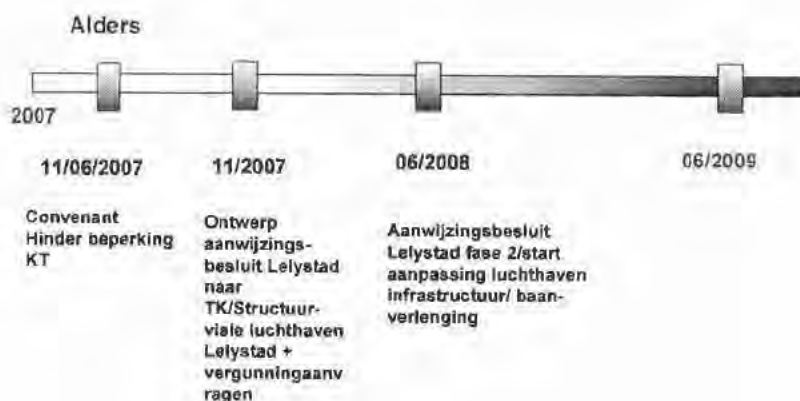 Alders
2007
11/06/2007
11/2007
06/2008
06/2009
Convenant
Hinder beperking
KT
Ontwerp
aanwijzings-
besluit Lelystad
naar
TK/Structuur-
visie luchthaven
Lelystad +
vergunningaanv
ragen
Aanwijzingsbesluit
Lelystad fase 2/start
aanpassing luchthaven
infrastructuur/ baan-
verlenging